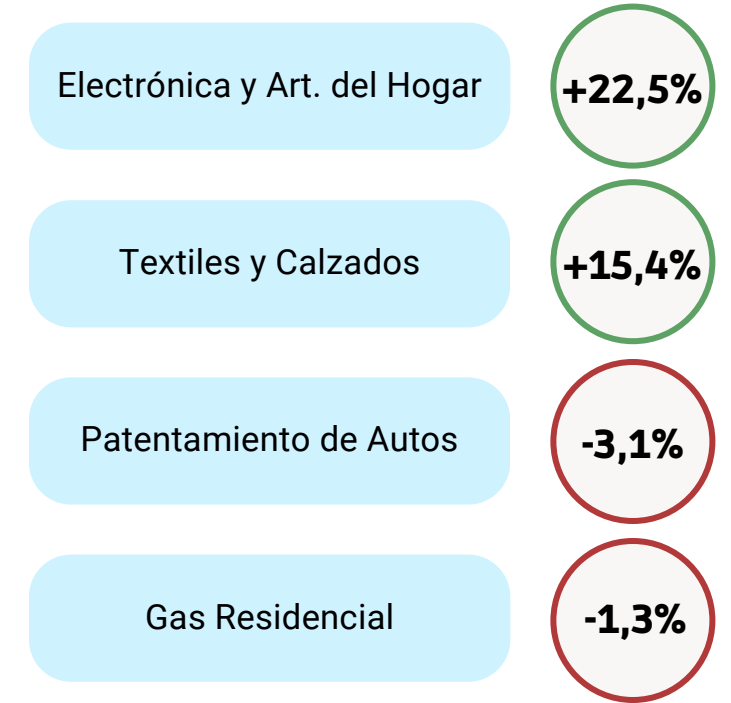 Electrónica y Art. del Hogar
+22,5%
Textiles y Calzados
+15,4%
Patentamiento de Autos
-3,1%
Gas Residencial
-1,3%